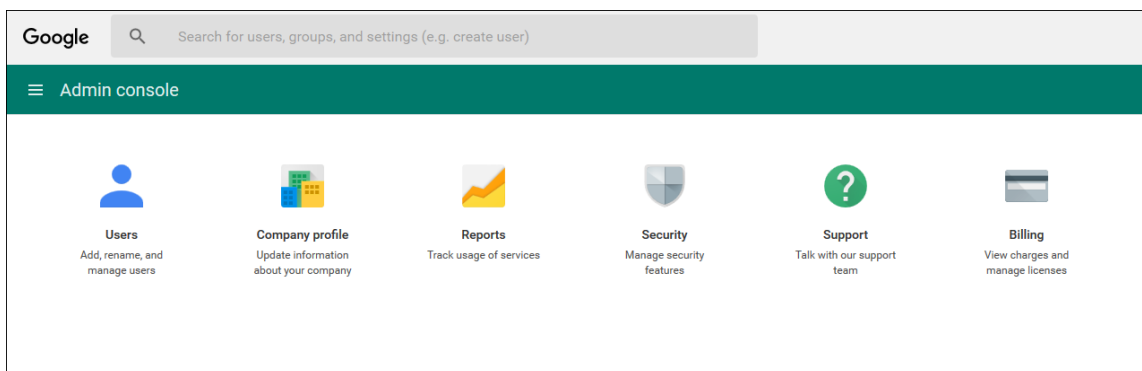 Google
Search for users, groups, and settings (e.g. create user)
Admin console
Users
Add, rename, and
manage users
Company profile
Update information
about your company
Reports
Track usage of services
Security
Manage security
features
Support
Talk with our support
team
Billing
View charges and
manage licenses